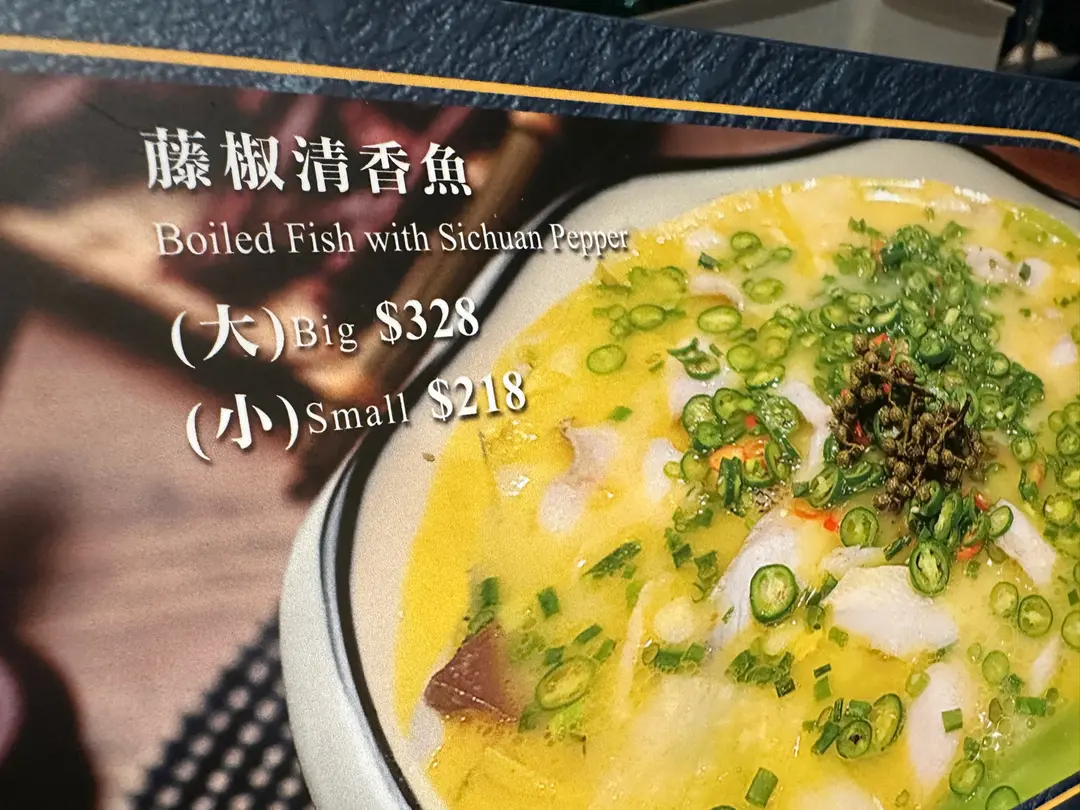 藤椒清香魚
Boiled Fish with Sichuan Pepper
(大)Big $328
(小)Small $218